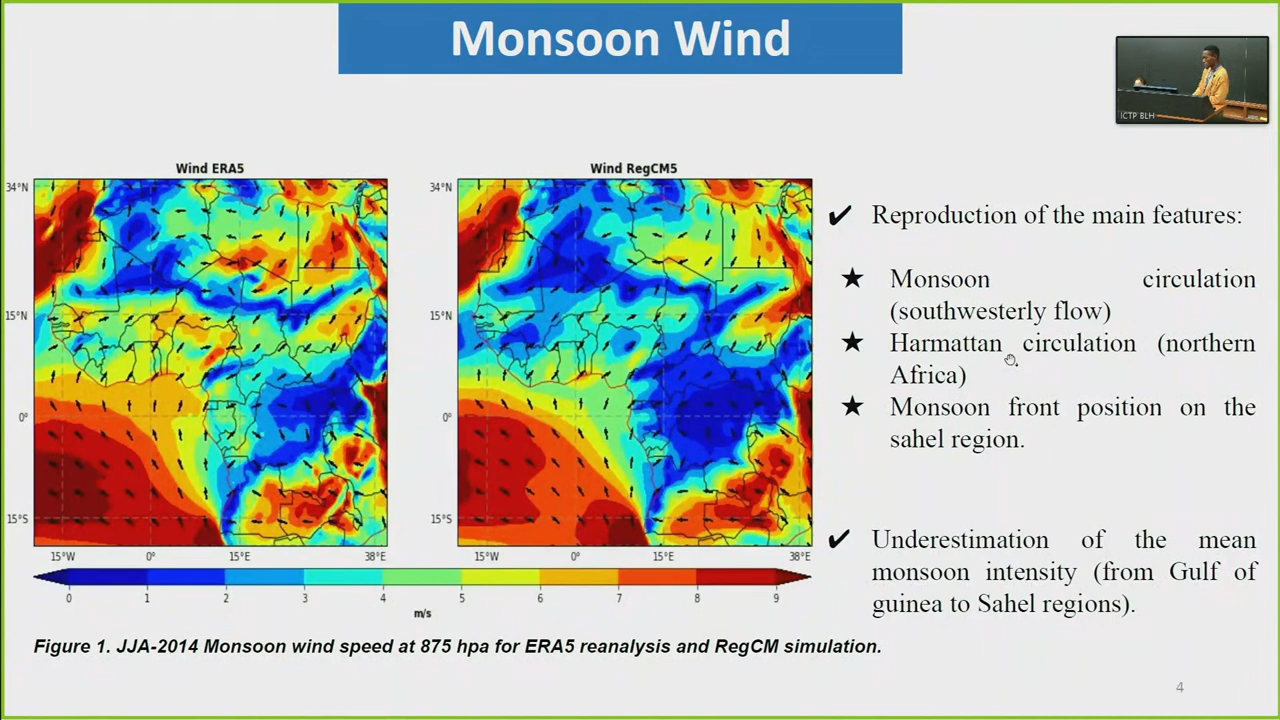 Monsoon Wind
ICTP BLH
Wind ERA5
Wind RegCM5
34°N
15°N
0°
15°S
15°W
0°
15°E
38°E
34°N
15°N
0°
15°S
15°W
0°
15°E
38°E
0 1 2 3 4 5 6 7 8 9
m/s
Figure 1. JJA-2014 Monsoon wind speed at 875 hpa for ERA5 reanalysis and RegCM simulation.
✔ Reproduction of the main features:
★ Monsoon circulation
(southwesterly flow)
★ Harmattan circulation (northern
Africa)
★ Monsoon front position on the
sahel region.
✔ Underestimation of the mean
monsoon intensity (from Gulf of
guinea to Sahel regions).
4